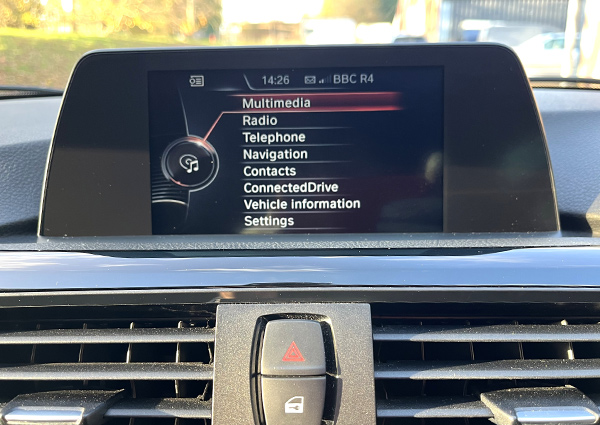 14:26 BBC R4
Multimedia
Radio
Telephone
Navigation
Contacts
ConnectedDrive
Vehicle information
Settings